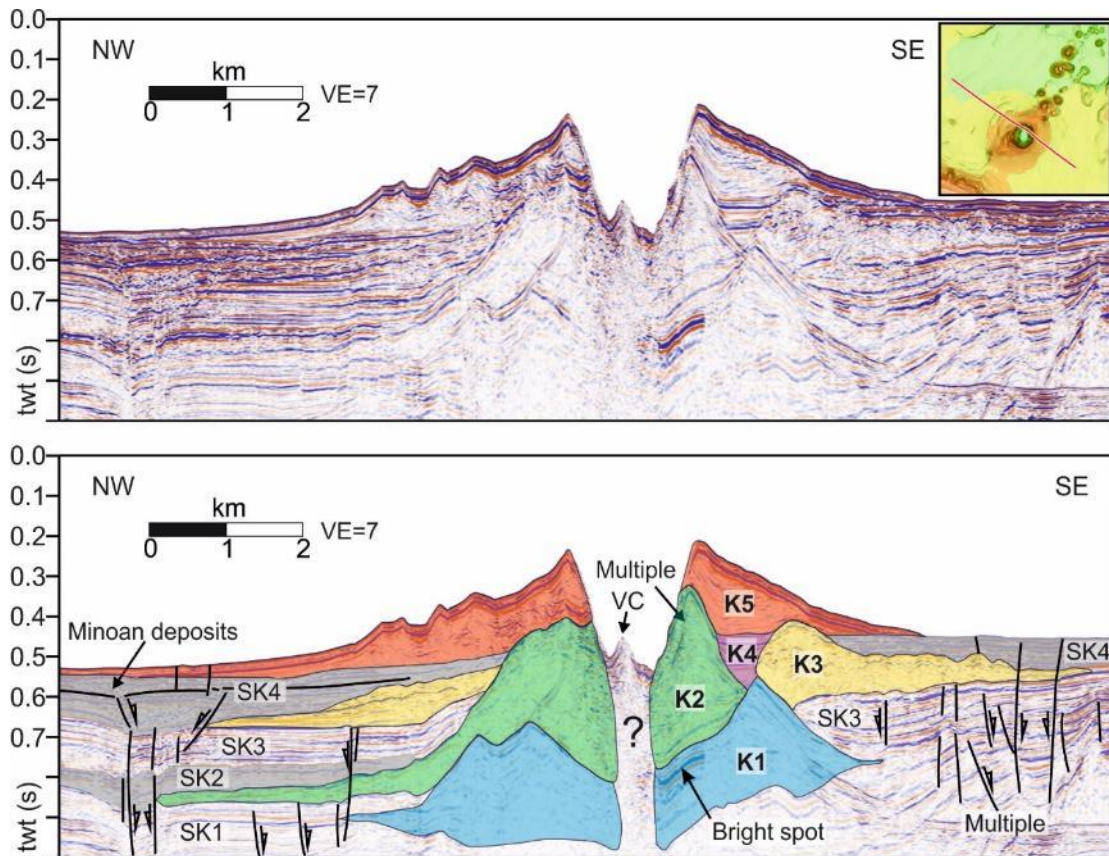 0.0
NW
SE
0.1
km
VE=7
0 1 2
0.2
0.3
0.4
0.5
0.6
0.7
twt (s)
0.0
NW
SE
0.1
km
VE=7
0 1 2
0.2
Multiple
0.3
VC
K5
0.4
Minoan deposits
K4
SK4
0.5
K3
SK4
0.6
K2
SK3
?
SK3
0.7
K1
SK2
twt (s)
SK1
Bright spot
Multiple